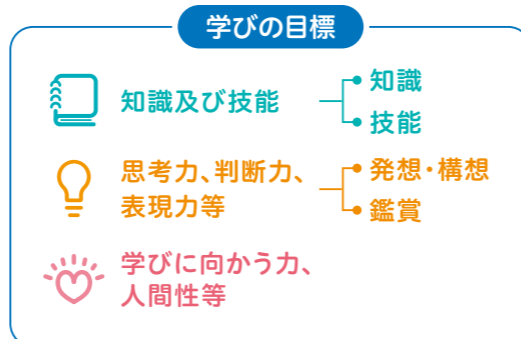 学びの目標
知識及び技能
知識
技能
思考力、判断力、
表現力等
発想・構想
鑑賞
学びに向かう力、
人間性等